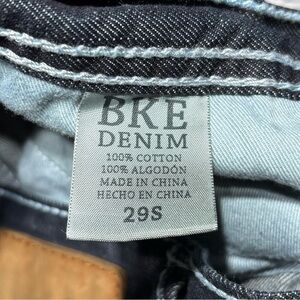 BKE
DENIM
100% COTTON
100% ALGODÓN
MADE IN CHINA
HECHO EN CHINA
29S